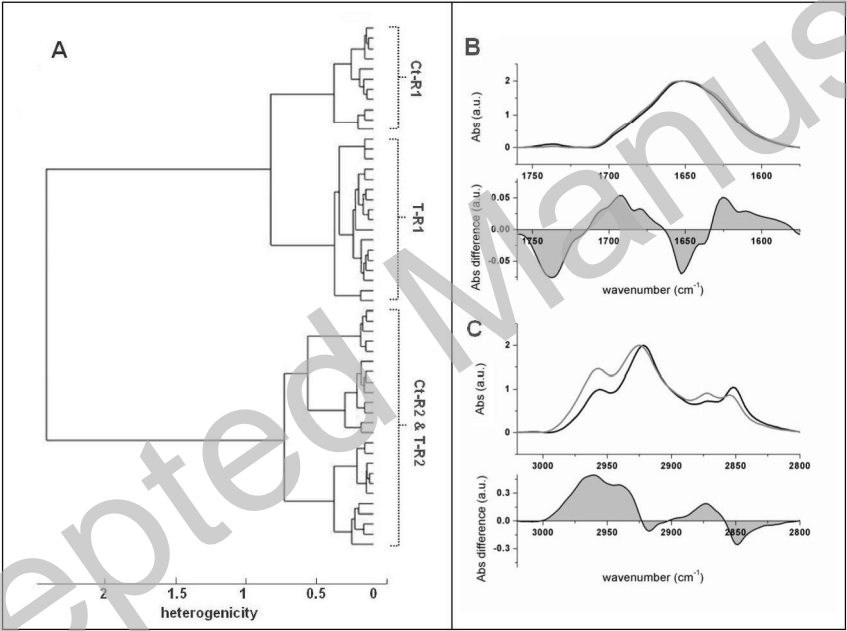 A
Ct-R1
T-R1
Ct-R2 & T-R2
2 1.5 1 0.5 0
heterogenicity
B
Abs (a.u.)
2
1
0
1750 1700 1650 1600
Abs difference (a.u.)
0.05
0.00
-0.05
1750 1700 1650 1600
wavenumber (cm⁻¹)
C
Abs (a.u.)
2
1
0
3000 2950 2900 2850 2800
Abs difference (a.u.)
0.3
0.0
-0.3
3000 2950 2900 2850 2800
wavenumber (cm⁻¹)
epted Manus